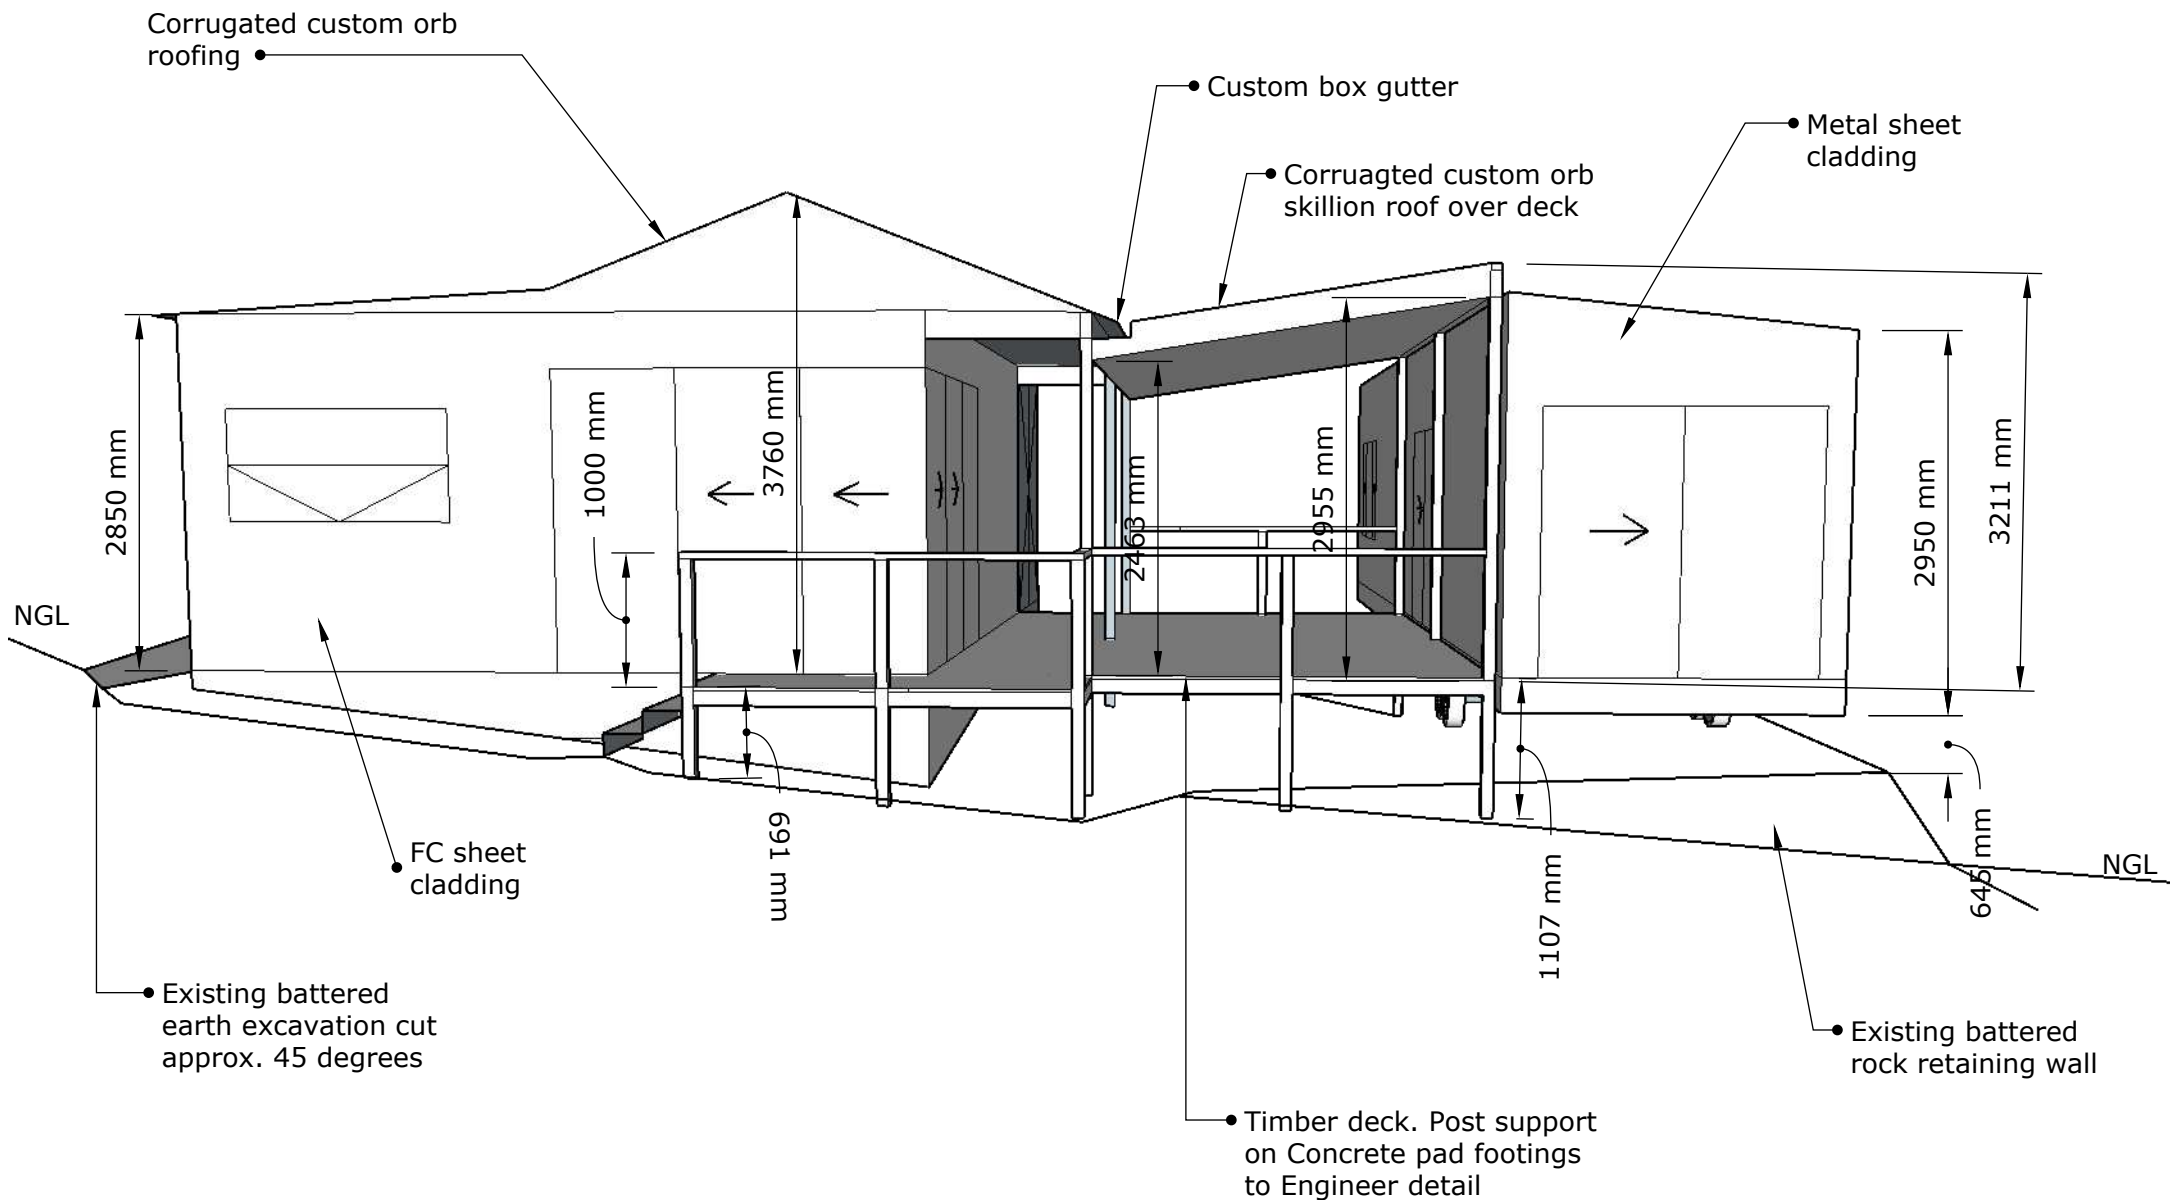 Corrugated custom orb
roofing
Custom box gutter
Metal sheet
cladding
Corruagted custom orb
skillion roof over deck
2850 mm
1000 mm
3760 mm
2463 mm
2955 mm
2950 mm
3211 mm
NGL
691 mm
1107 mm
645 mm
NGL
FC sheet
cladding
Existing battered
earth excavation cut
approx. 45 degrees
Existing battered
rock retaining wall
Timber deck. Post support
on Concrete pad footings
to Engineer detail